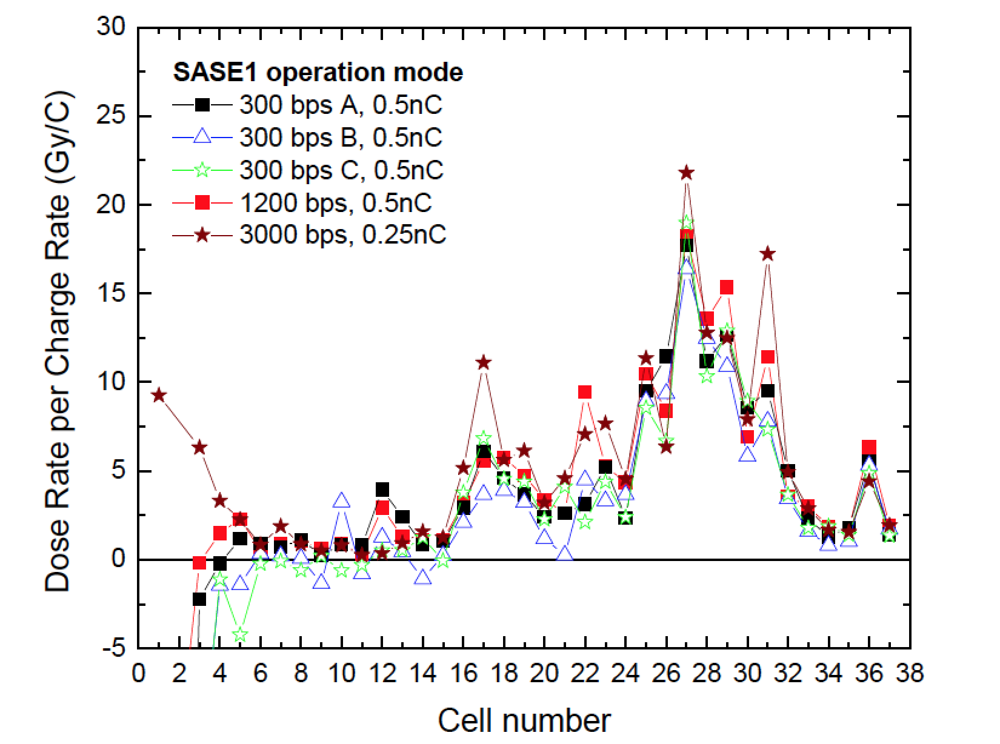 30
25
20
15
10
5
0
-5
Dose Rate per Charge Rate (Gy/C)
SASE1 operation mode
300 bps A, 0.5nC
300 bps B, 0.5nC
300 bps C, 0.5nC
1200 bps, 0.5nC
3000 bps, 0.25nC
0 2 4 6 8 10 12 14 16 18 20 22 24 26 28 30 32 34 36 38
Cell number